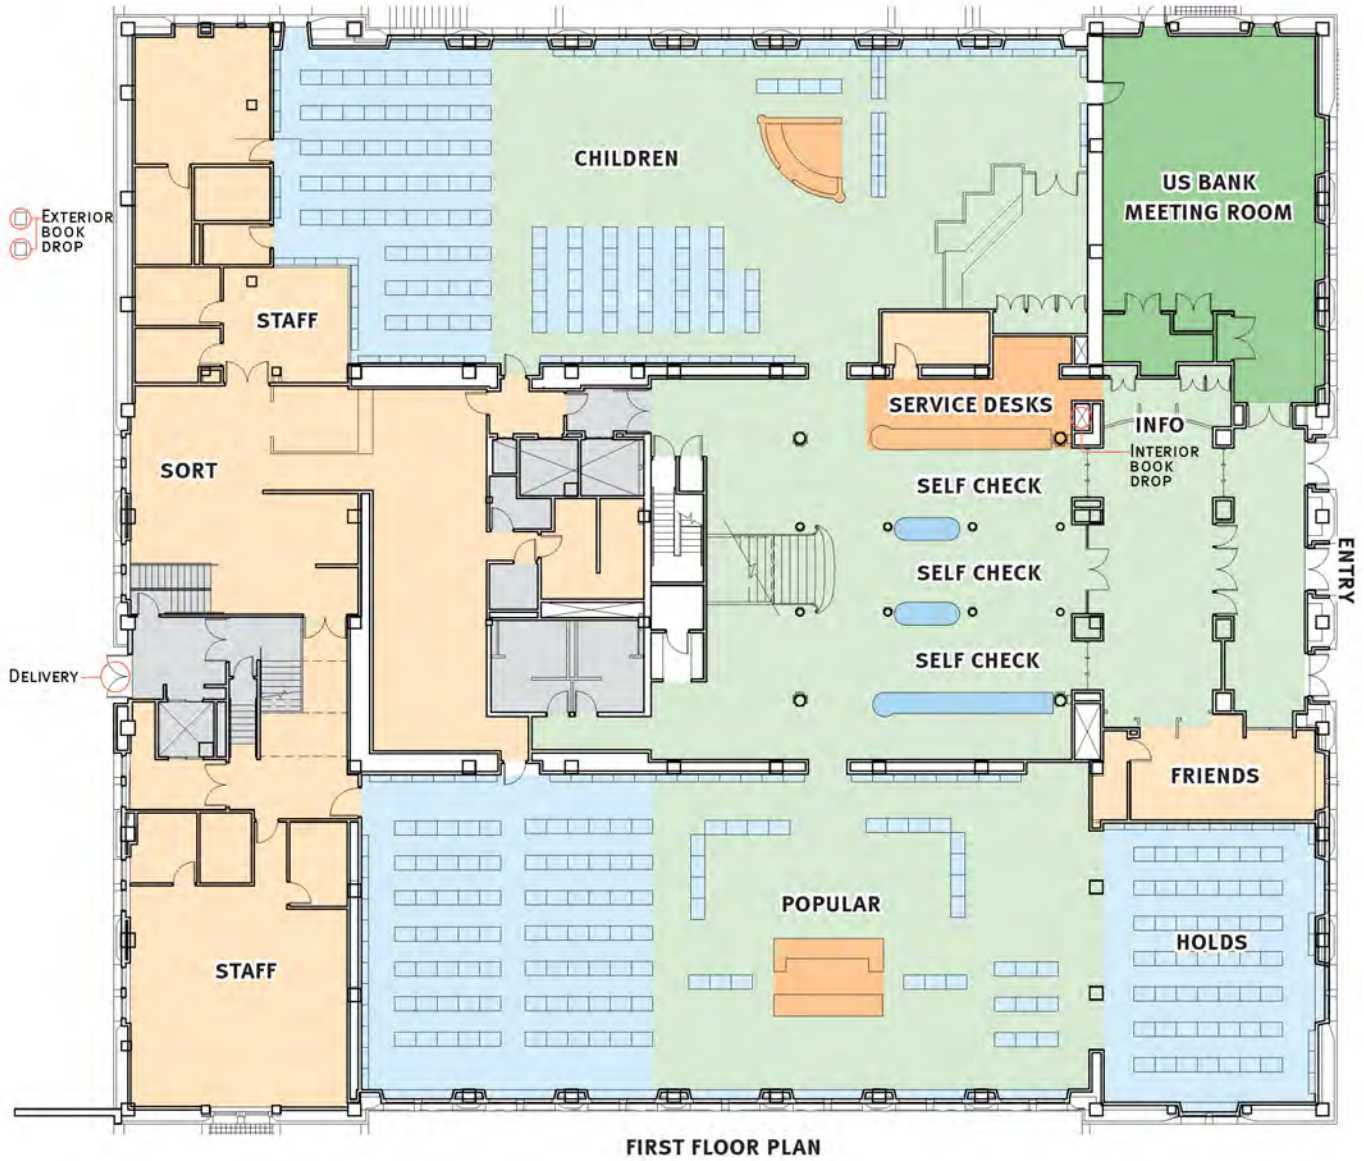 CHILDREN
US BANK
MEETING ROOM
EXTERIOR
BOOK
DROP
STAFF
SERVICE DESKS
INFO
INTERIOR
BOOK
DROP
SORT
SELF CHECK
SELF CHECK
SELF CHECK
ENTRY
DELIVERY
FRIENDS
POPULAR
HOLDS
STAFF
FIRST FLOOR PLAN